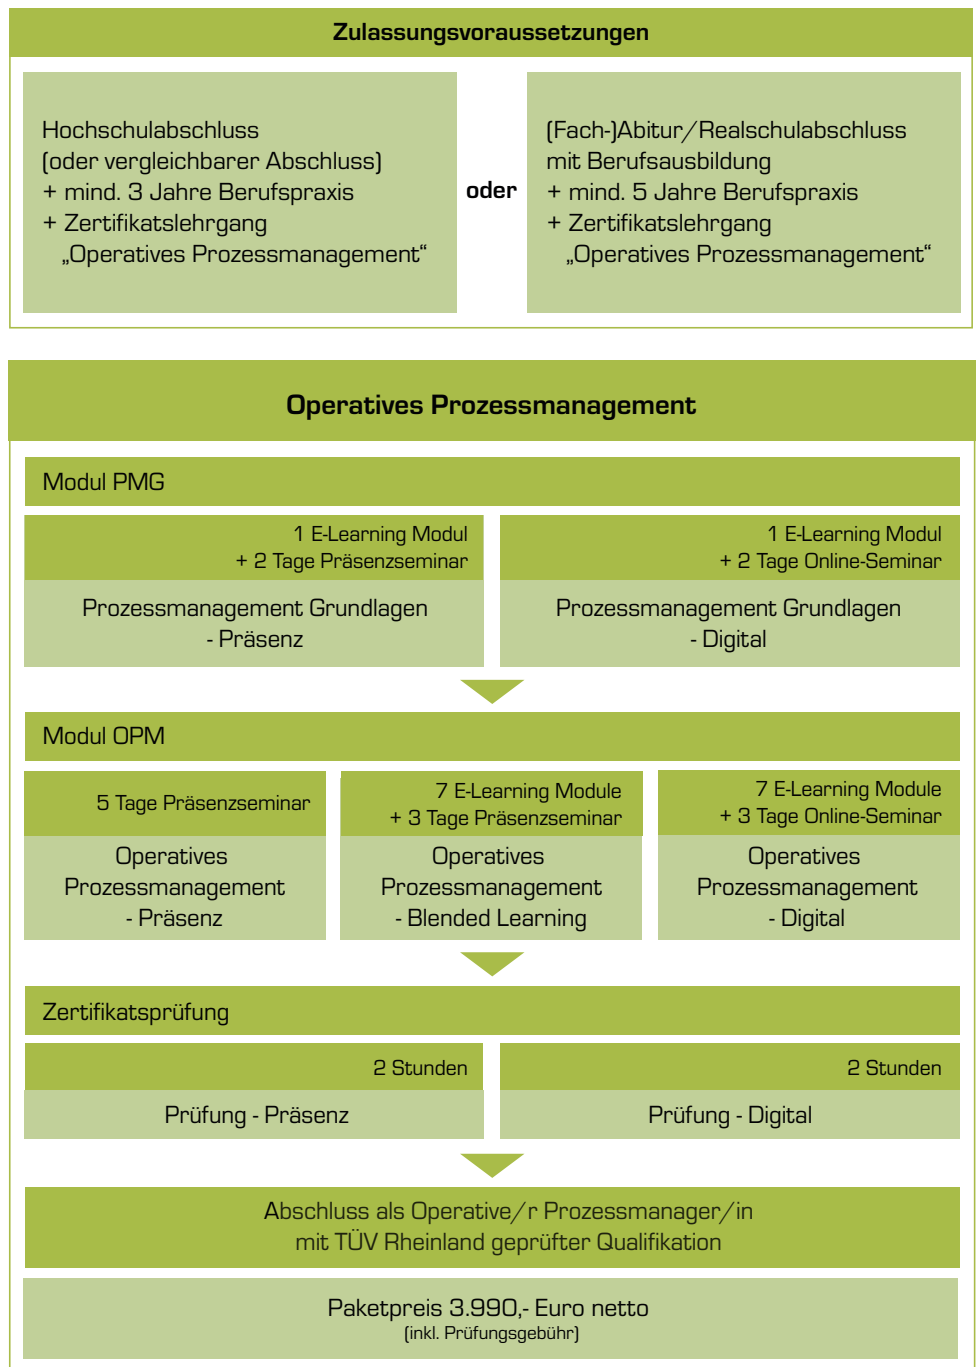 Zulassungsvoraussetzungen
Hochschulabschluss
(oder vergleichbarer Abschluss)
+ mind. 3 Jahre Berufspraxis
+ Zertifikatslehrgang
„Operatives Prozessmanagement“
oder
(Fach-)Abitur/Realschulabschluss
mit Berufsausbildung
+ mind. 5 Jahre Berufspraxis
+ Zertifikatslehrgang
„Operatives Prozessmanagement“
Operatives Prozessmanagement
Modul PMG
1 E-Learning Modul
+ 2 Tage Präsenzseminar
Prozessmanagement Grundlagen
- Präsenz
1 E-Learning Modul
+ 2 Tage Online-Seminar
Prozessmanagement Grundlagen
- Digital
Modul OPM
5 Tage Präsenzseminar
Operatives
Prozessmanagement
- Präsenz
7 E-Learning Module
+ 3 Tage Präsenzseminar
Operatives
Prozessmanagement
- Blended Learning
7 E-Learning Module
+ 3 Tage Online-Seminar
Operatives
Prozessmanagement
- Digital
Zertifikatsprüfung
2 Stunden
Prüfung - Präsenz
2 Stunden
Prüfung - Digital
Abschluss als Operative/r Prozessmanager/in
mit TÜV Rheinland geprüfter Qualifikation
Paketpreis 3.990,- Euro netto
(inkl. Prüfungsgebühr)